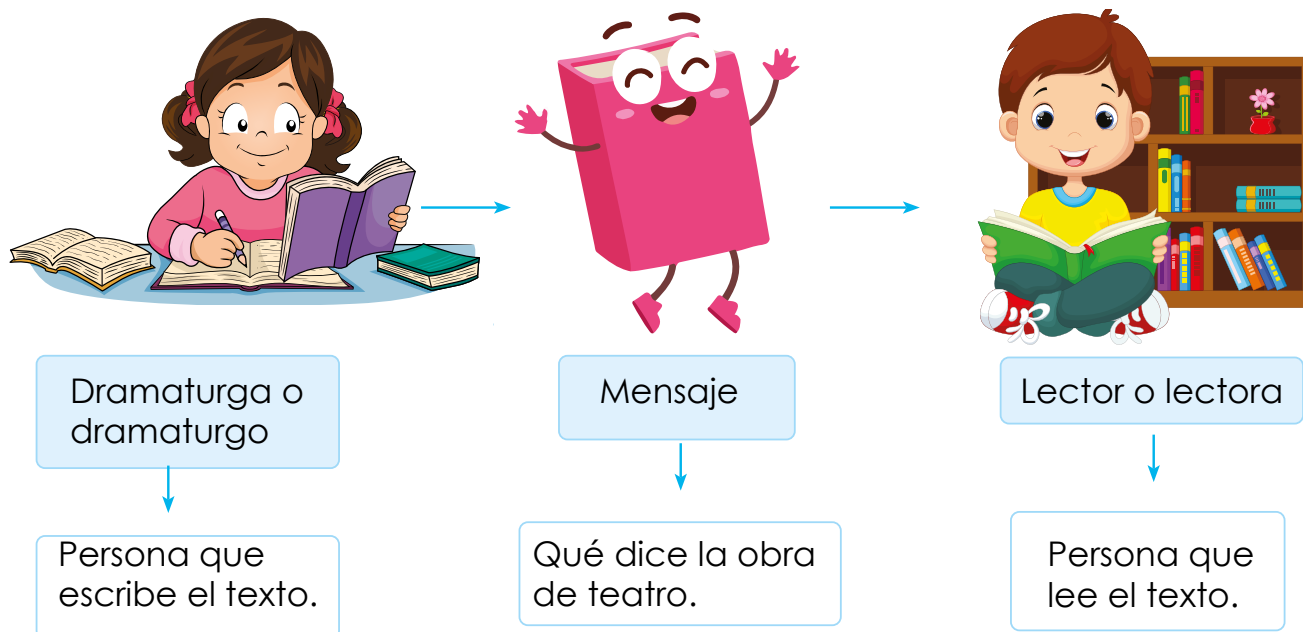 Dramaturga o
dramaturgo
Persona que
escribe el texto.
Mensaje
Qué dice la obra
de teatro.
Lector o lectora
Persona que
lee el texto.